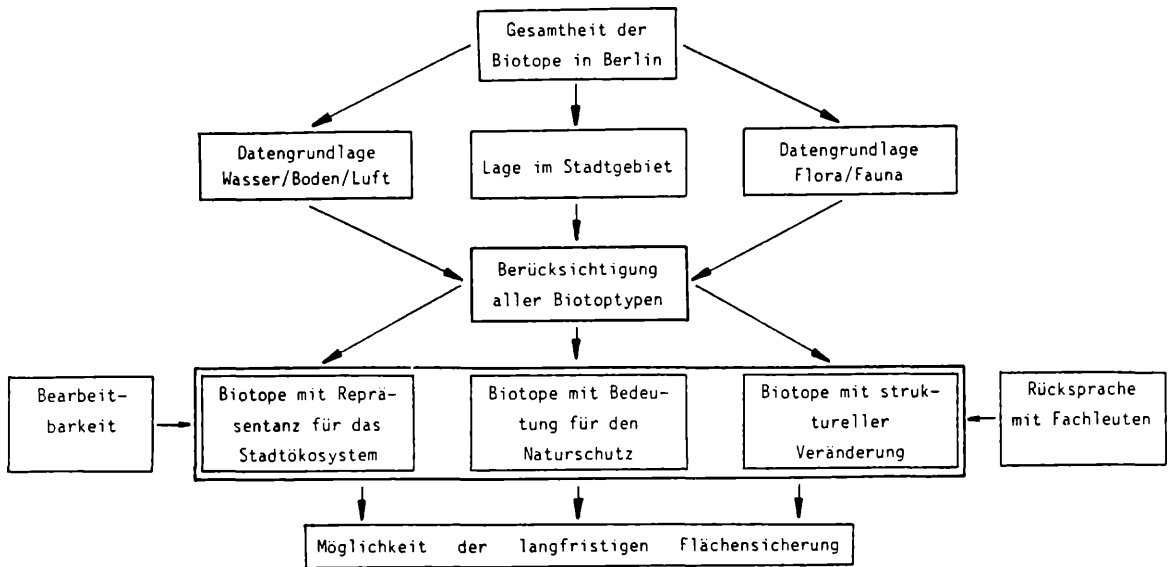 Gesamtheit der
Biotope in Berlin
Datengrundlage
Wasser/Boden/Luft
Lage im Stadtgebiet
Datengrundlage
Flora/Fauna
Berücksichtigung
aller Biotoptypen
Bearbeit-
barkeit
Biotope mit Reprä-
sentanz für das
Stadtökosystem
Biotope mit Bedeu-
tung für den
Naturschutz
Biotope mit struk-
tureller
Veränderung
Rücksprache
mit Fachleuten
Möglichkeit der langfristigen Flächensicherung